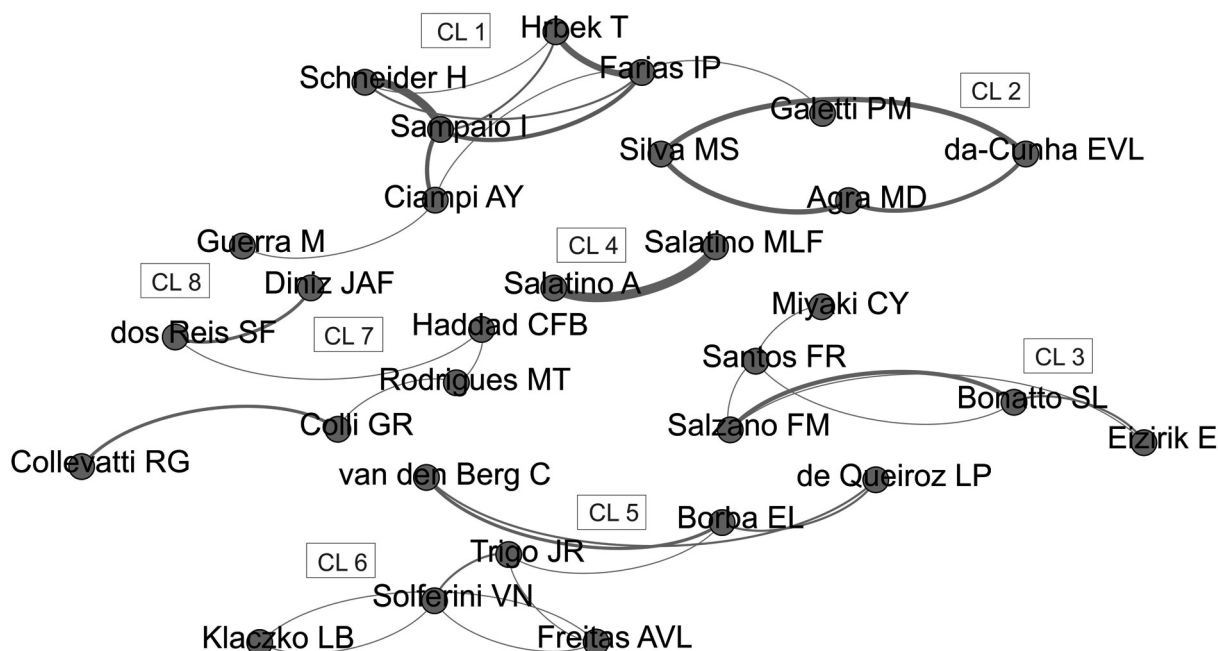 CL 1
Hrbek T
Schneider H
Farias IP
CL 2
Galetti PM
Sampaio I
Silva MS
da-Cunha EVL
Ciampi AY
Agra MD
Guerra M
CL 4
Salatino MLF
CL 8
Diniz JAF
Salatino A
Miyaki CY
dos Reis SF
CL 7
Haddad CFB
Santos FR
CL 3
Rodrigues MT
Bonatto SL
Colli GR
Salzano FM
Eizirik E
Collevatti RG
van den Berg C
de Queiroz LP
CL 5
Borba EL
Trigo JR
CL 6
Solferini VN
Klaczko LB
Freitas AVL